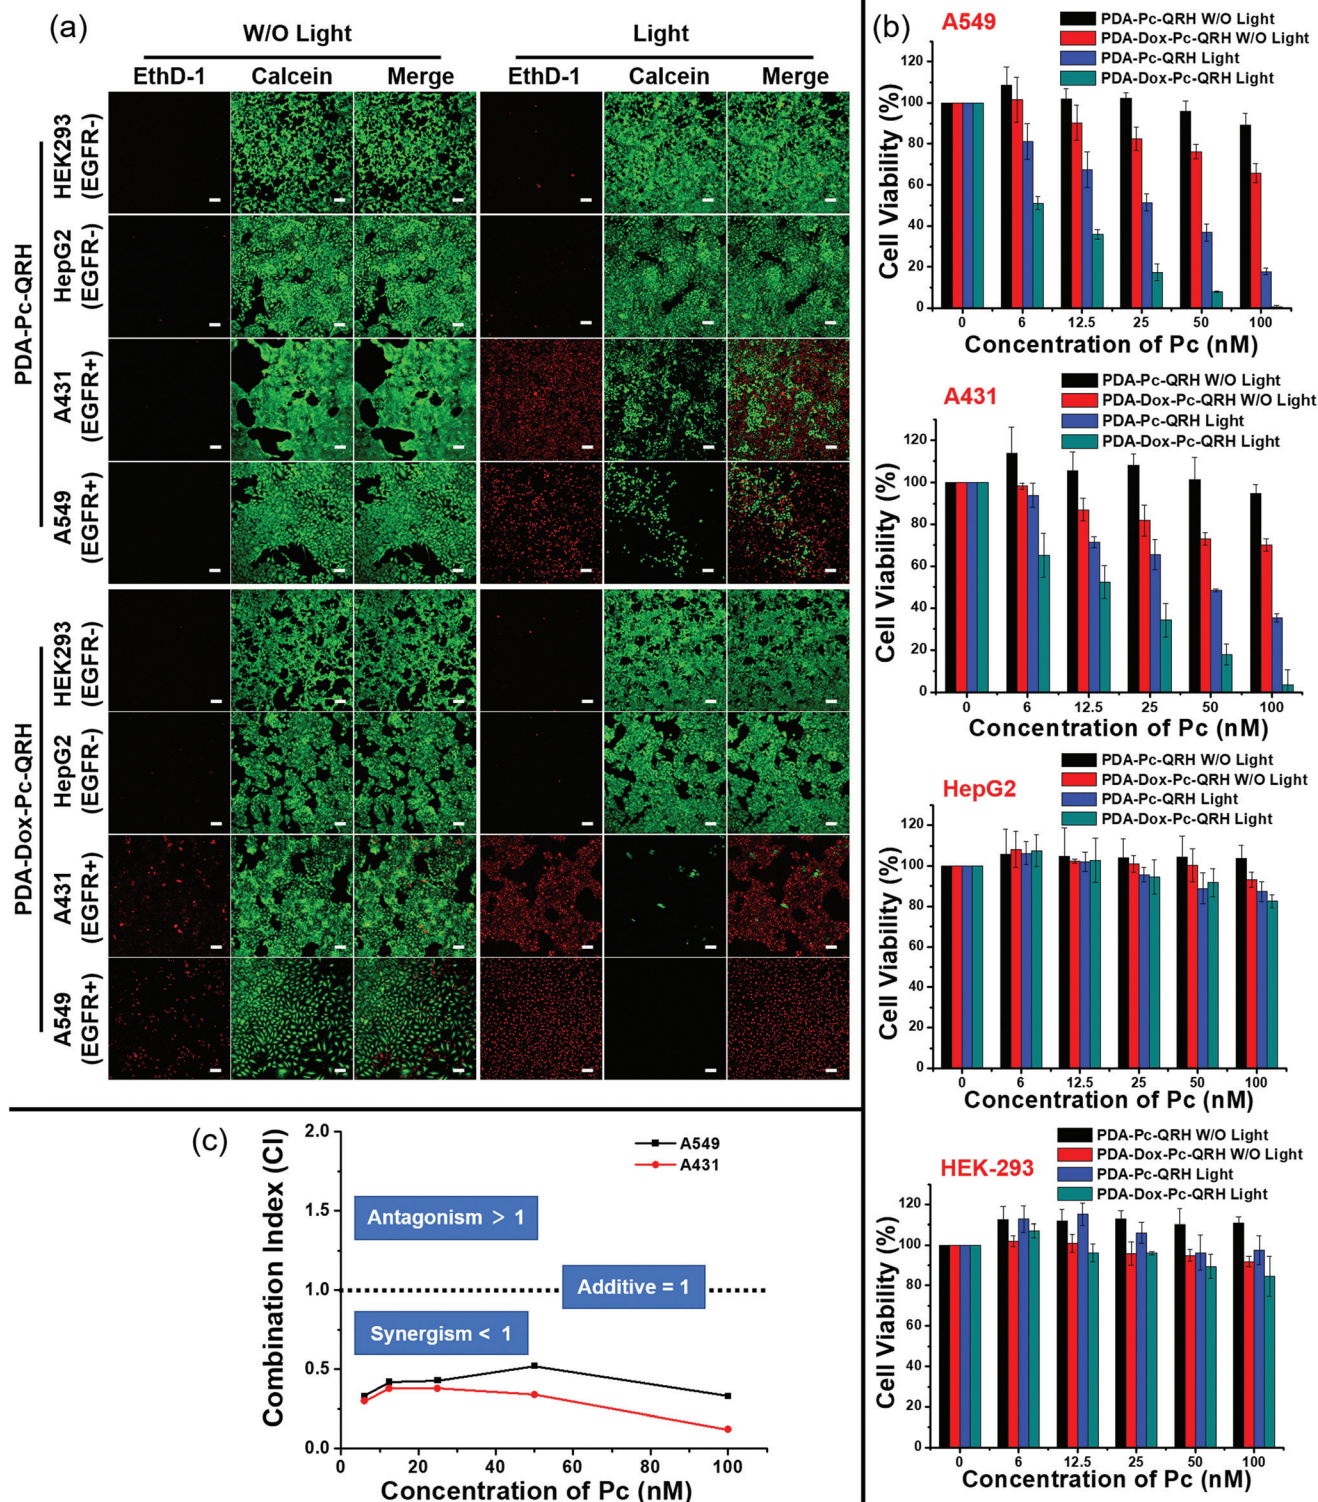 (a)
W/O Light
Light
EthD-1 Calcein Merge EthD-1 Calcein Merge
PDA-Pc-QRH
HEK293
(EGFR-)
HepG2
(EGFR-)
A431
(EGFR+)
A549
(EGFR+)
PDA-Dox-Pc-QRH
HEK293
(EGFR-)
HepG2
(EGFR-)
A431
(EGFR+)
A549
(EGFR+)
(b)
A549
PDA-Pc-QRH W/O Light
PDA-Dox-Pc-QRH W/O Light
PDA-Pc-QRH Light
PDA-Dox-Pc-QRH Light
Cell Viability (%)
120
100
80
60
40
20
0
0 6 12.5 25 50 100
Concentration of Pc (nM)
A431
PDA-Pc-QRH W/O Light
PDA-Dox-Pc-QRH W/O Light
PDA-Pc-QRH Light
PDA-Dox-Pc-QRH Light
Cell Viability (%)
120
100
80
60
40
20
0
0 6 12.5 25 50 100
Concentration of Pc (nM)
HepG2
PDA-Pc-QRH W/O Light
PDA-Dox-Pc-QRH W/O Light
PDA-Pc-QRH Light
PDA-Dox-Pc-QRH Light
Cell Viability (%)
120
100
80
60
40
20
0
0 6 12.5 25 50 100
Concentration of Pc (nM)
HEK-293
PDA-Pc-QRH W/O Light
PDA-Dox-Pc-QRH W/O Light
PDA-Pc-QRH Light
PDA-Dox-Pc-QRH Light
Cell Viability (%)
120
100
80
60
40
20
0
0 6 12.5 25 50 100
Concentration of Pc (nM)
(c)
Combination Index (CI)
2.0
1.5
1.0
0.5
0.0
A549
A431
Antagonism > 1
Additive = 1
Synergism < 1
0 20 40 60 80 100
Concentration of Pc (nM)